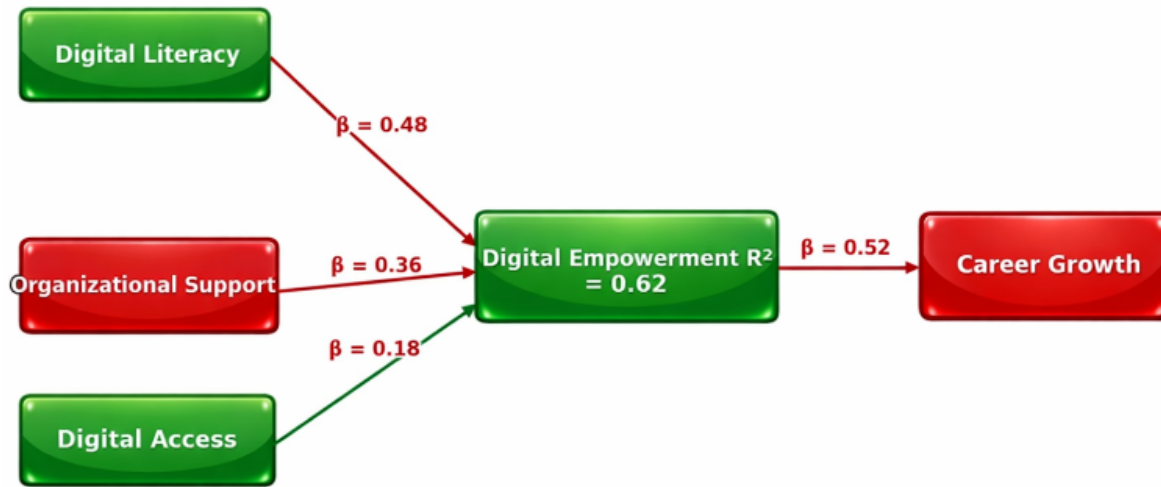 Digital Literacy
β = 0.48
Organizational Support
β = 0.36
Digital Empowerment R²
= 0.62
β = 0.52
Career Growth
β = 0.18
Digital Access